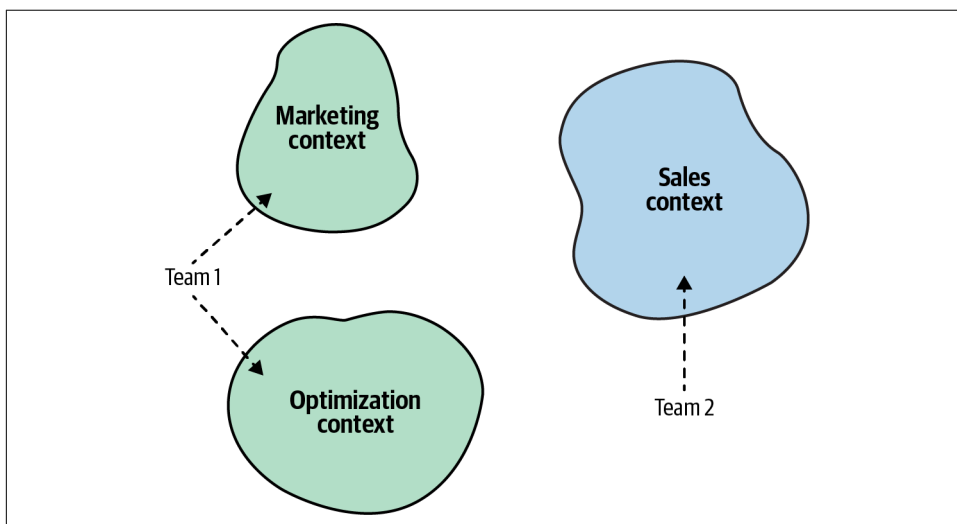 Marketing
context
Sales
context
Team 1
Optimization
context
Team 2